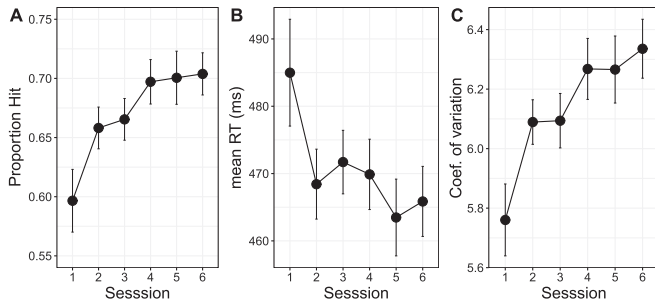 A
Proportion Hit
0.75
0.70
0.65
0.60
0.55
1 2 3 4 5 6
Sesssion
B
mean RT (ms)
490
480
470
460
1 2 3 4 5 6
Sesssion
C
Coef. of variation
6.4
6.2
6.0
5.8
5.6
1 2 3 4 5 6
Sesssion